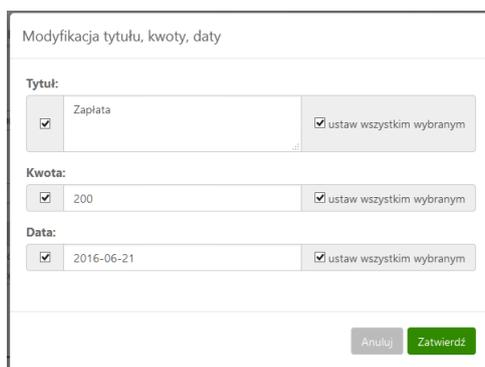 Modyfikacja tytułu, kwoty, daty
Tytuł:
Zapłata
ustaw wszystkim wybranym
Kwota:
200
ustaw wszystkim wybranym
Data:
2016-06-21
ustaw wszystkim wybranym
Anuluj
Zatwierdź